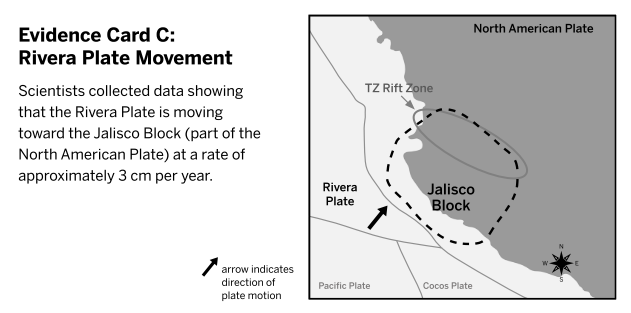 Evidence Card C:
Rivera Plate Movement
Scientists collected data showing
that the Rivera Plate is moving
toward the Jalisco Block (part of the
North American Plate) at a rate of
approximately 3 cm per year.
arrow indicates
direction of
plate motion
North American Plate
TZ Rift Zone
Rivera
Plate
Jalisco
Block
Pacific Plate
Cocos Plate
N
W E
S